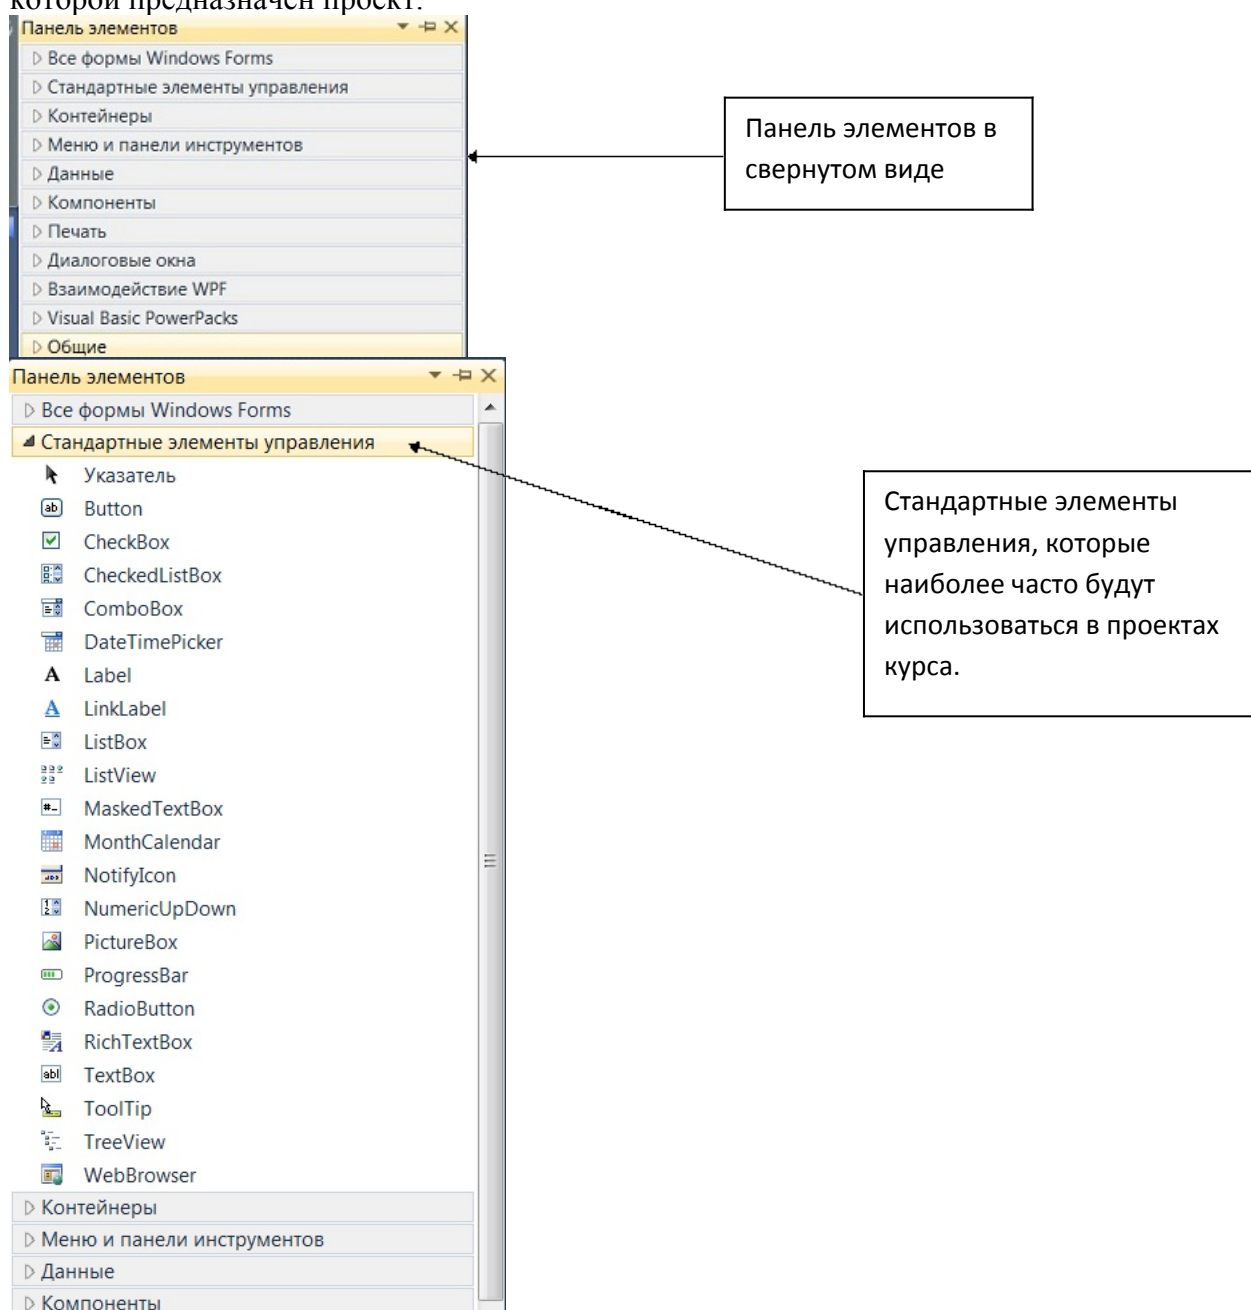 которой предназначен проект.
Панель элементов
Все формы Windows Forms
Стандартные элементы управления
Контейнеры
Меню и панели инструментов
Данные
Компоненты
Печать
Диалоговые окна
Взаимодействие WPF
Visual Basic PowerPacks
Общие
Панель элементов в
свернутом виде
Панель элементов
Все формы Windows Forms
Стандартные элементы управления
Указатель
Button
CheckBox
CheckedListBox
ComboBox
DateTimePicker
Label
LinkLabel
ListBox
ListView
MaskedTextBox
MonthCalendar
NotifyIcon
NumericUpDown
PictureBox
ProgressBar
RadioButton
RichTextBox
TextBox
ToolTip
TreeView
WebBrowser
Контейнеры
Меню и панели инструментов
Данные
Компоненты
Стандартные элементы
управления, которые
наиболее часто будут
использоваться в проектах
курса.